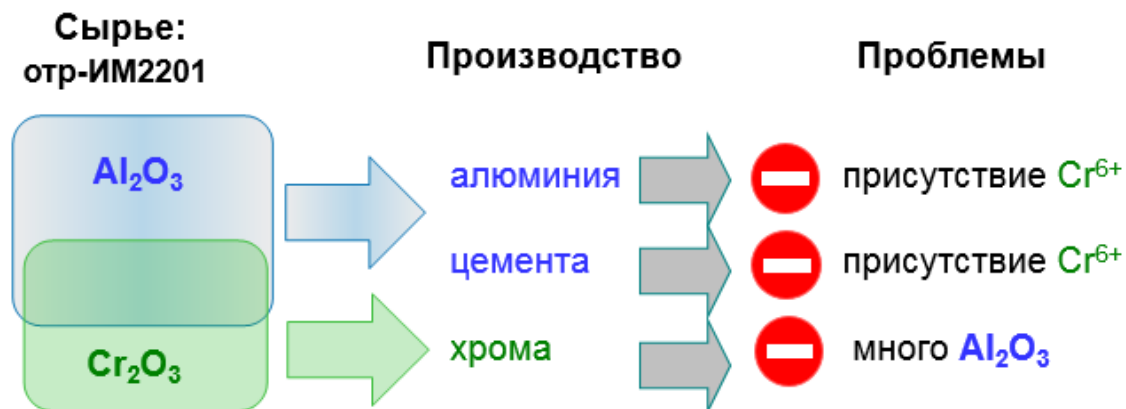 Сырье:
отр-ИМ2201
Производство
Проблемы
Al₂O₃
Cr₂O₃
алюминия
присутствие Cr⁶⁺
цемента
присутствие Cr⁶⁺
хрома
много Al₂O₃